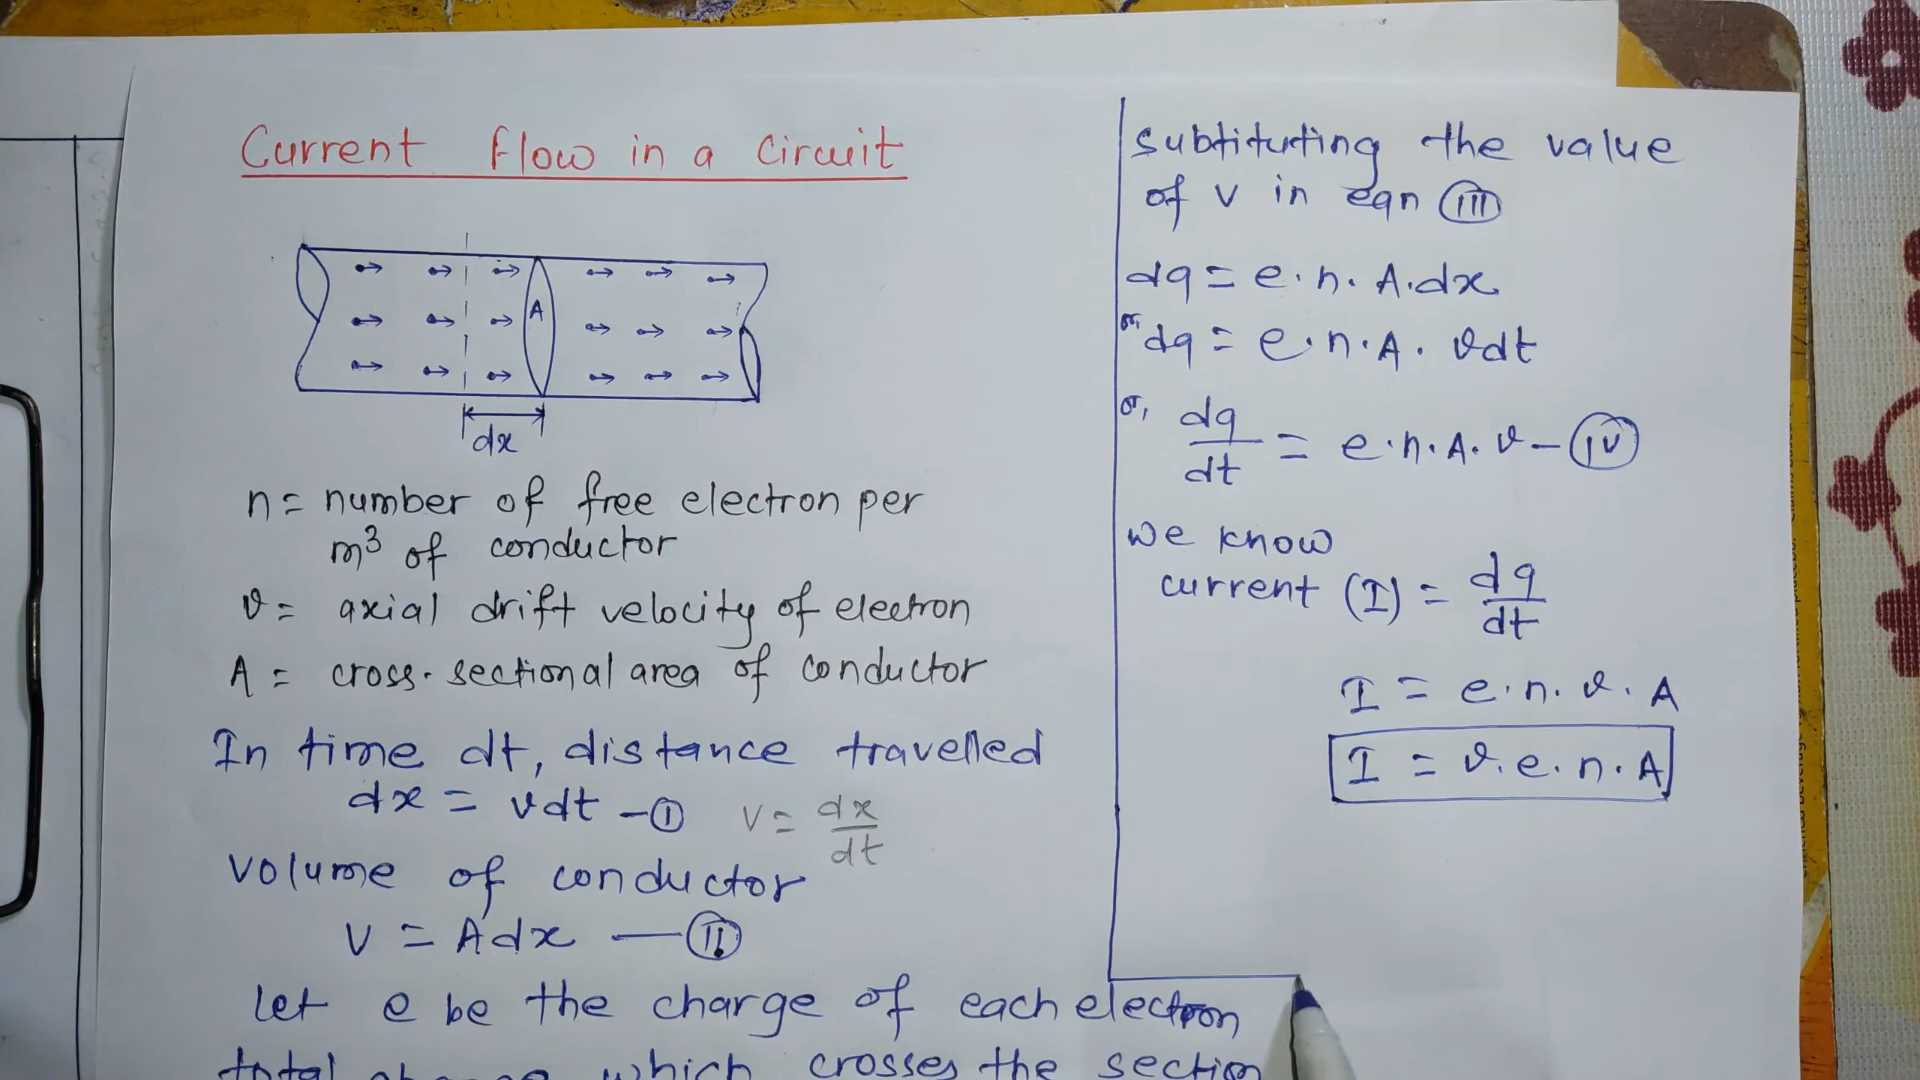 Current flow in a circuit
A
dx
n = number of free electron per
m³ of conductor
v = axial drift velocity of electron
A = cross-sectional area of conductor
In time dt, distance travelled
dx = vdt — (I) v = dx/dt
volume of conductor
v = Adx — (II)
let e be the charge of each electron
total which crosses the section
subtituting the value
of v in eqn (III)
dq = e.n.A.dx
or, dq = e.n.A.vdt
or, dq/dt = e.n.A.v — (IV)
we know
current (I) = dq/dt
I = e.n.v.A
I = v.e.n.A